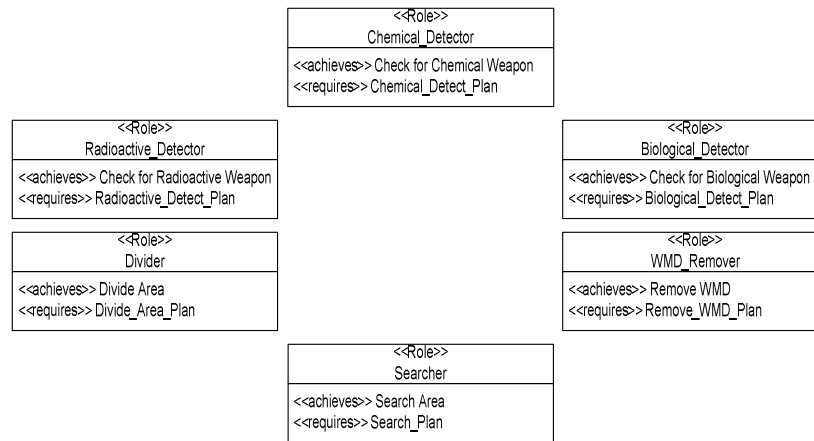 <<Role>>
Chemical_Detector
<<achieves>> Check for Chemical Weapon
<<requires>> Chemical_Detect_Plan
<<Role>>
Radioactive_Detector
<<achieves>> Check for Radioactive Weapon
<<requires>> Radioactive_Detect_Plan
<<Role>>
Biological_Detector
<<achieves>> Check for Biological Weapon
<<requires>> Biological_Detect_Plan
<<Role>>
Divider
<<achieves>> Divide Area
<<requires>> Divide_Area_Plan
<<Role>>
WMD_Remover
<<achieves>> Remove WMD
<<requires>> Remove_WMD_Plan
<<Role>>
Searcher
<<achieves>> Search Area
<<requires>> Search_Plan